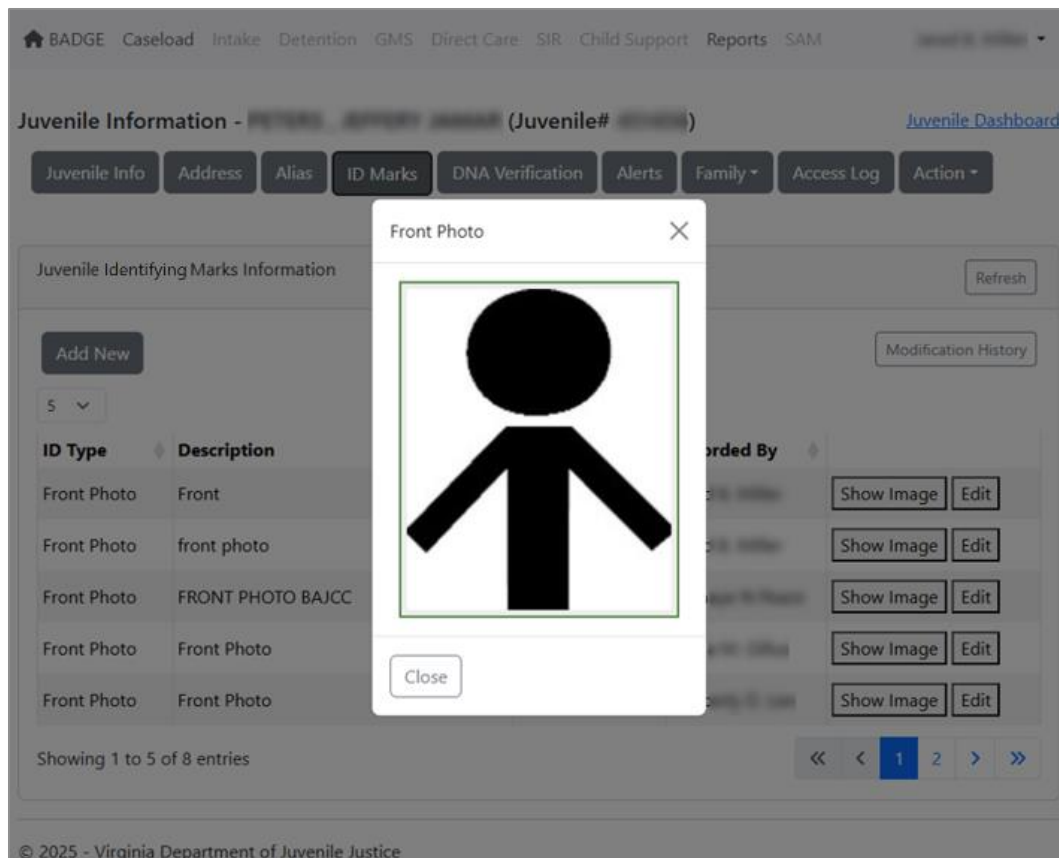 BADGE Caseload Intake Detention GMS Direct Care SIR Child Support Reports SAM
Juvenile Information - (Juvenile# )
Juvenile Dashboard
Juvenile Info Address Alias ID Marks DNA Verification Alerts Family Access Log Action
Front Photo
Juvenile Identifying Marks Information
Refresh
Add New
Modification History
5
ID Type Description orded By
Front Photo Front Show Image Edit
Front Photo front photo Show Image Edit
Front Photo FRONT PHOTO BAJCC Show Image Edit
Front Photo Front Photo Show Image Edit
Front Photo Front Photo Show Image Edit
Close
Showing 1 to 5 of 8 entries
« < 1 2 > »
© 2025 - Virginia Department of Juvenile Justice